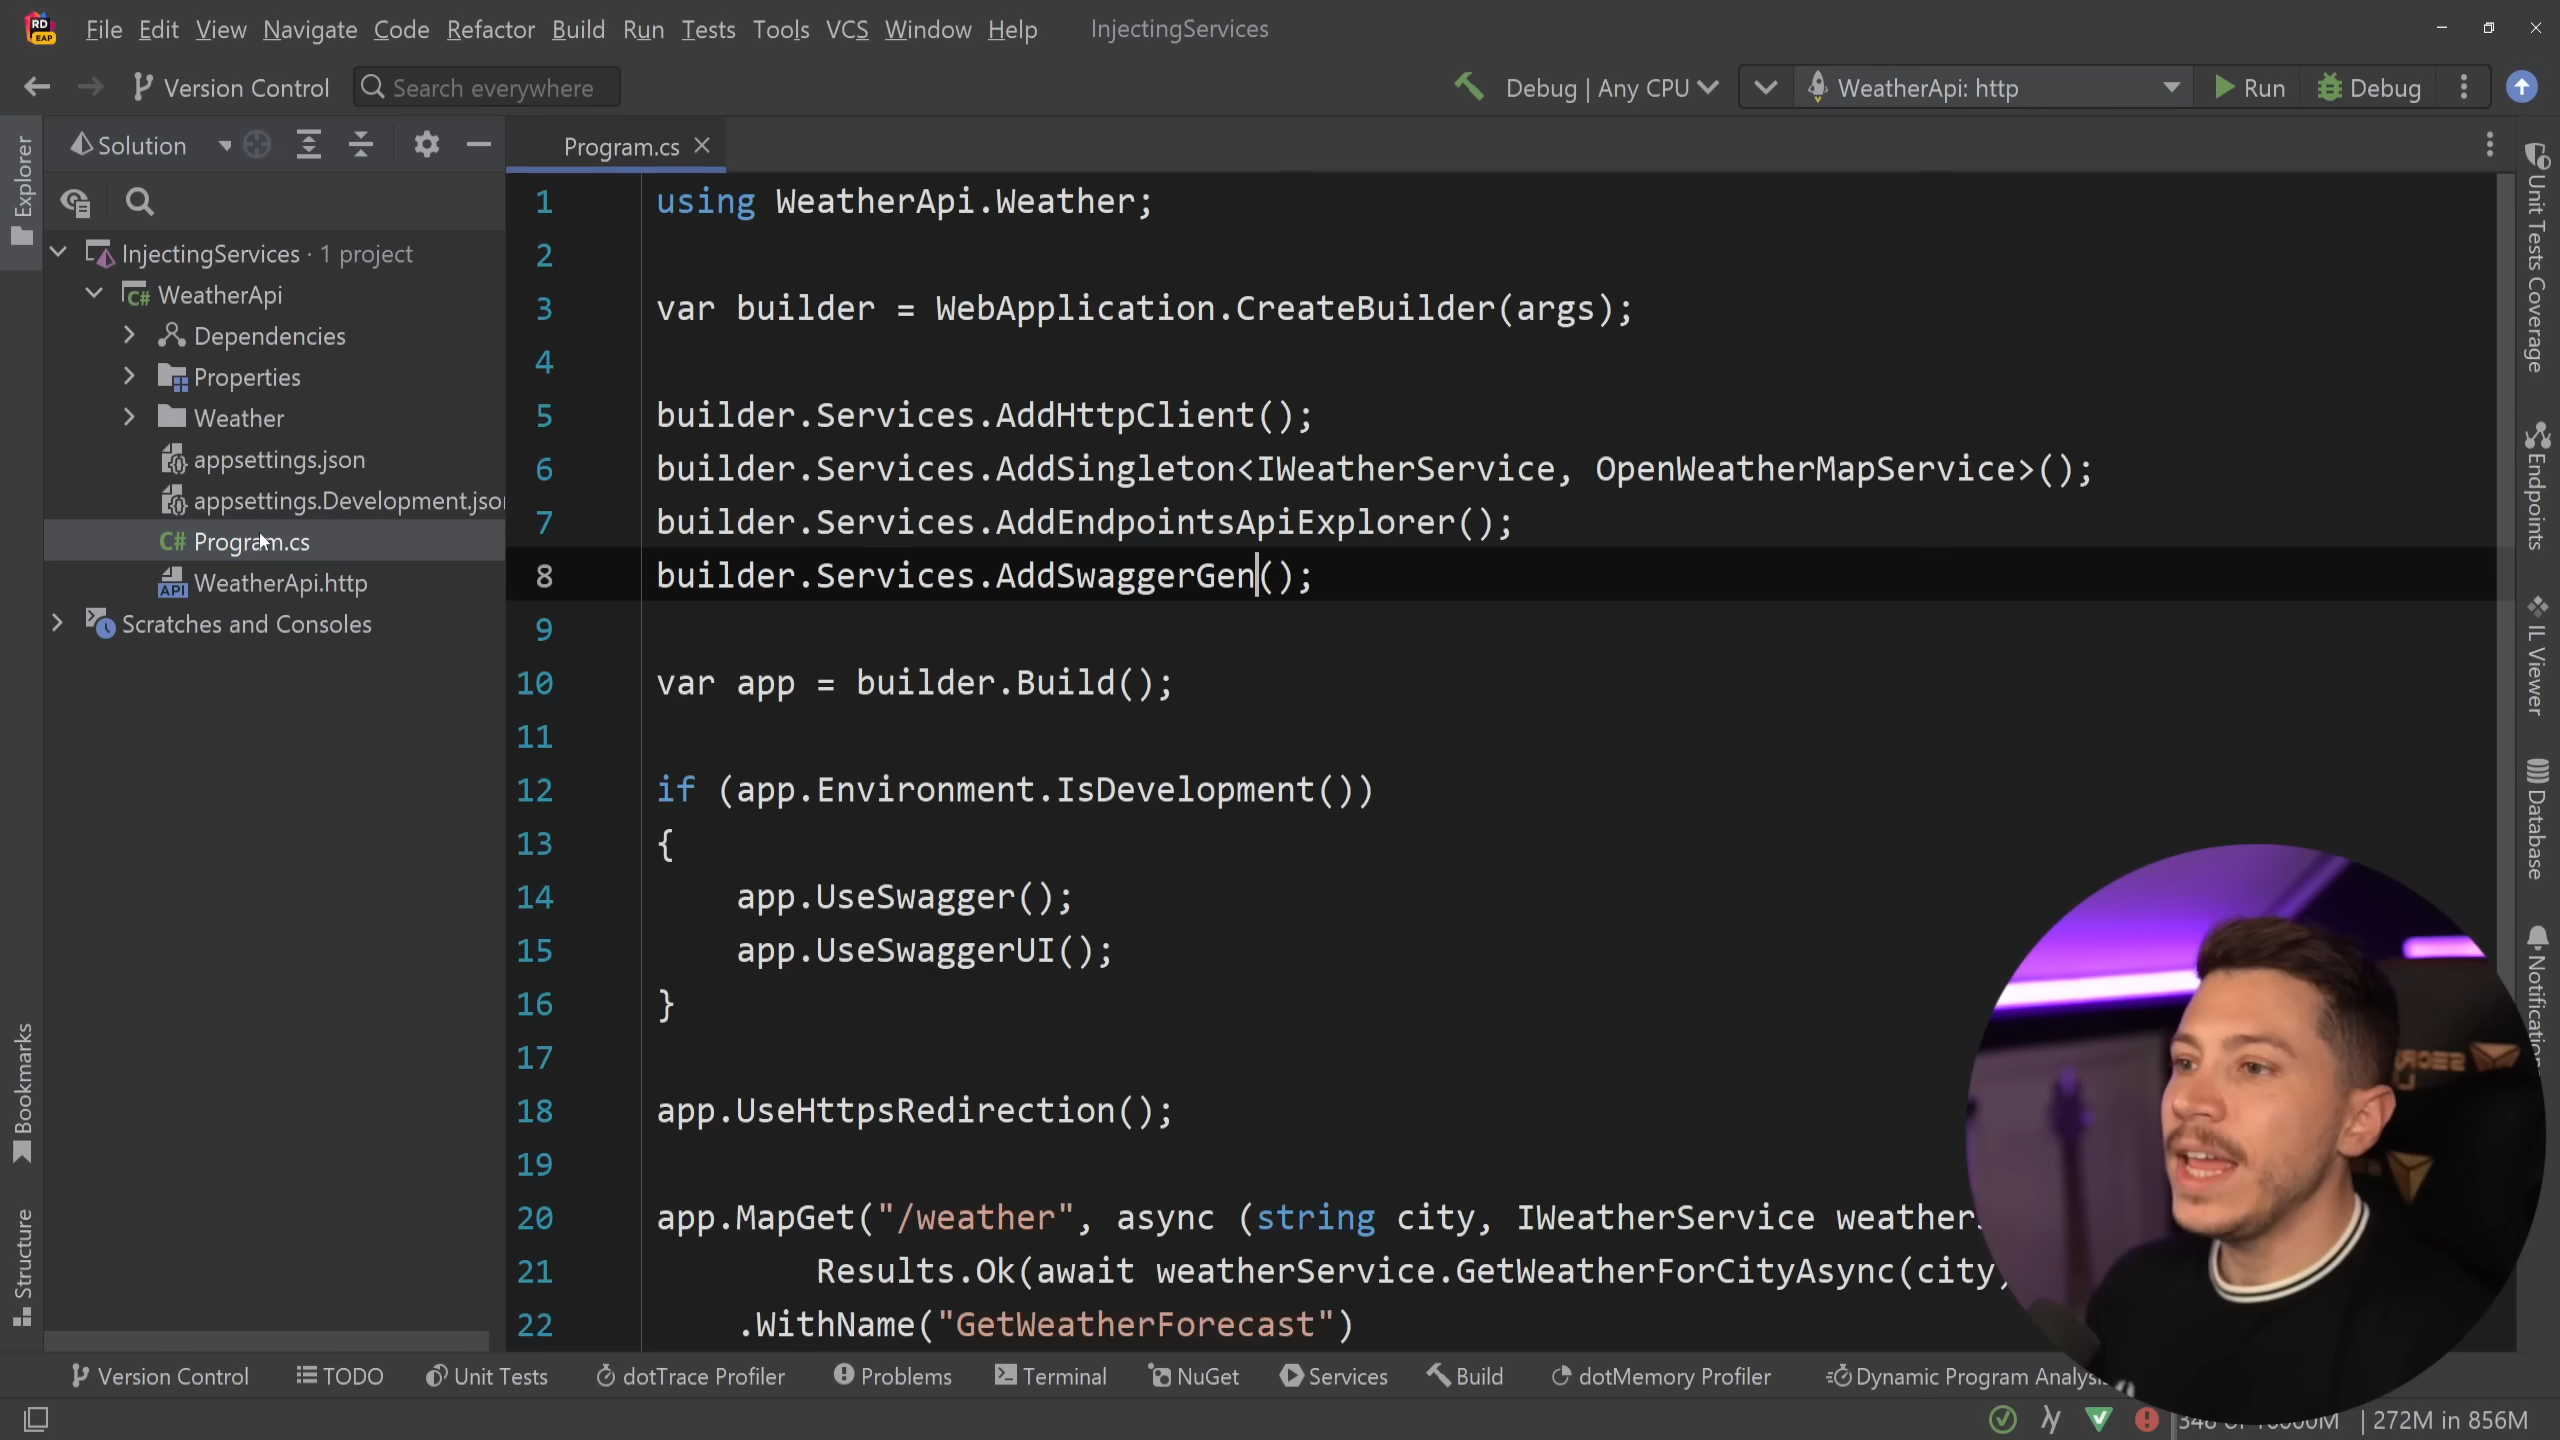 File Edit View Navigate Code Refactor Build Run Tests Tools VCS Window Help InjectingServices
Version Control Search everywhere Debug | Any CPU WeatherApi: http Run Debug
Solution
Program.cs
Explorer
InjectingServices · 1 project
WeatherApi
Dependencies
Properties
Weather
appsettings.json
appsettings.Development.json
C# Program.cs
API WeatherApi.http
Scratches and Consoles
Bookmarks
Structure
1 using WeatherApi.Weather;
2
3 var builder = WebApplication.CreateBuilder(args);
4
5 builder.Services.AddHttpClient();
6 builder.Services.AddSingleton<IWeatherService, OpenWeatherMapService>();
7 builder.Services.AddEndpointsApiExplorer();
8 builder.Services.AddSwaggerGen();
9
10 var app = builder.Build();
11
12 if (app.Environment.IsDevelopment())
13 {
14 app.UseSwagger();
15 app.UseSwaggerUI();
16 }
17
18 app.UseHttpsRedirection();
19
20 app.MapGet("/weather", async (string city, IWeatherService weathers
21 Results.Ok(await weatherService.GetWeatherForCityAsync(city)
22 .WithName("GetWeatherForecast")
Unit Tests Coverage
Endpoints
IL Viewer
Database
Notification
Version Control TODO Unit Tests dotTrace Profiler Problems Terminal NuGet Services Build dotMemory Profiler Dynamic Program Analysis
272M in 856M